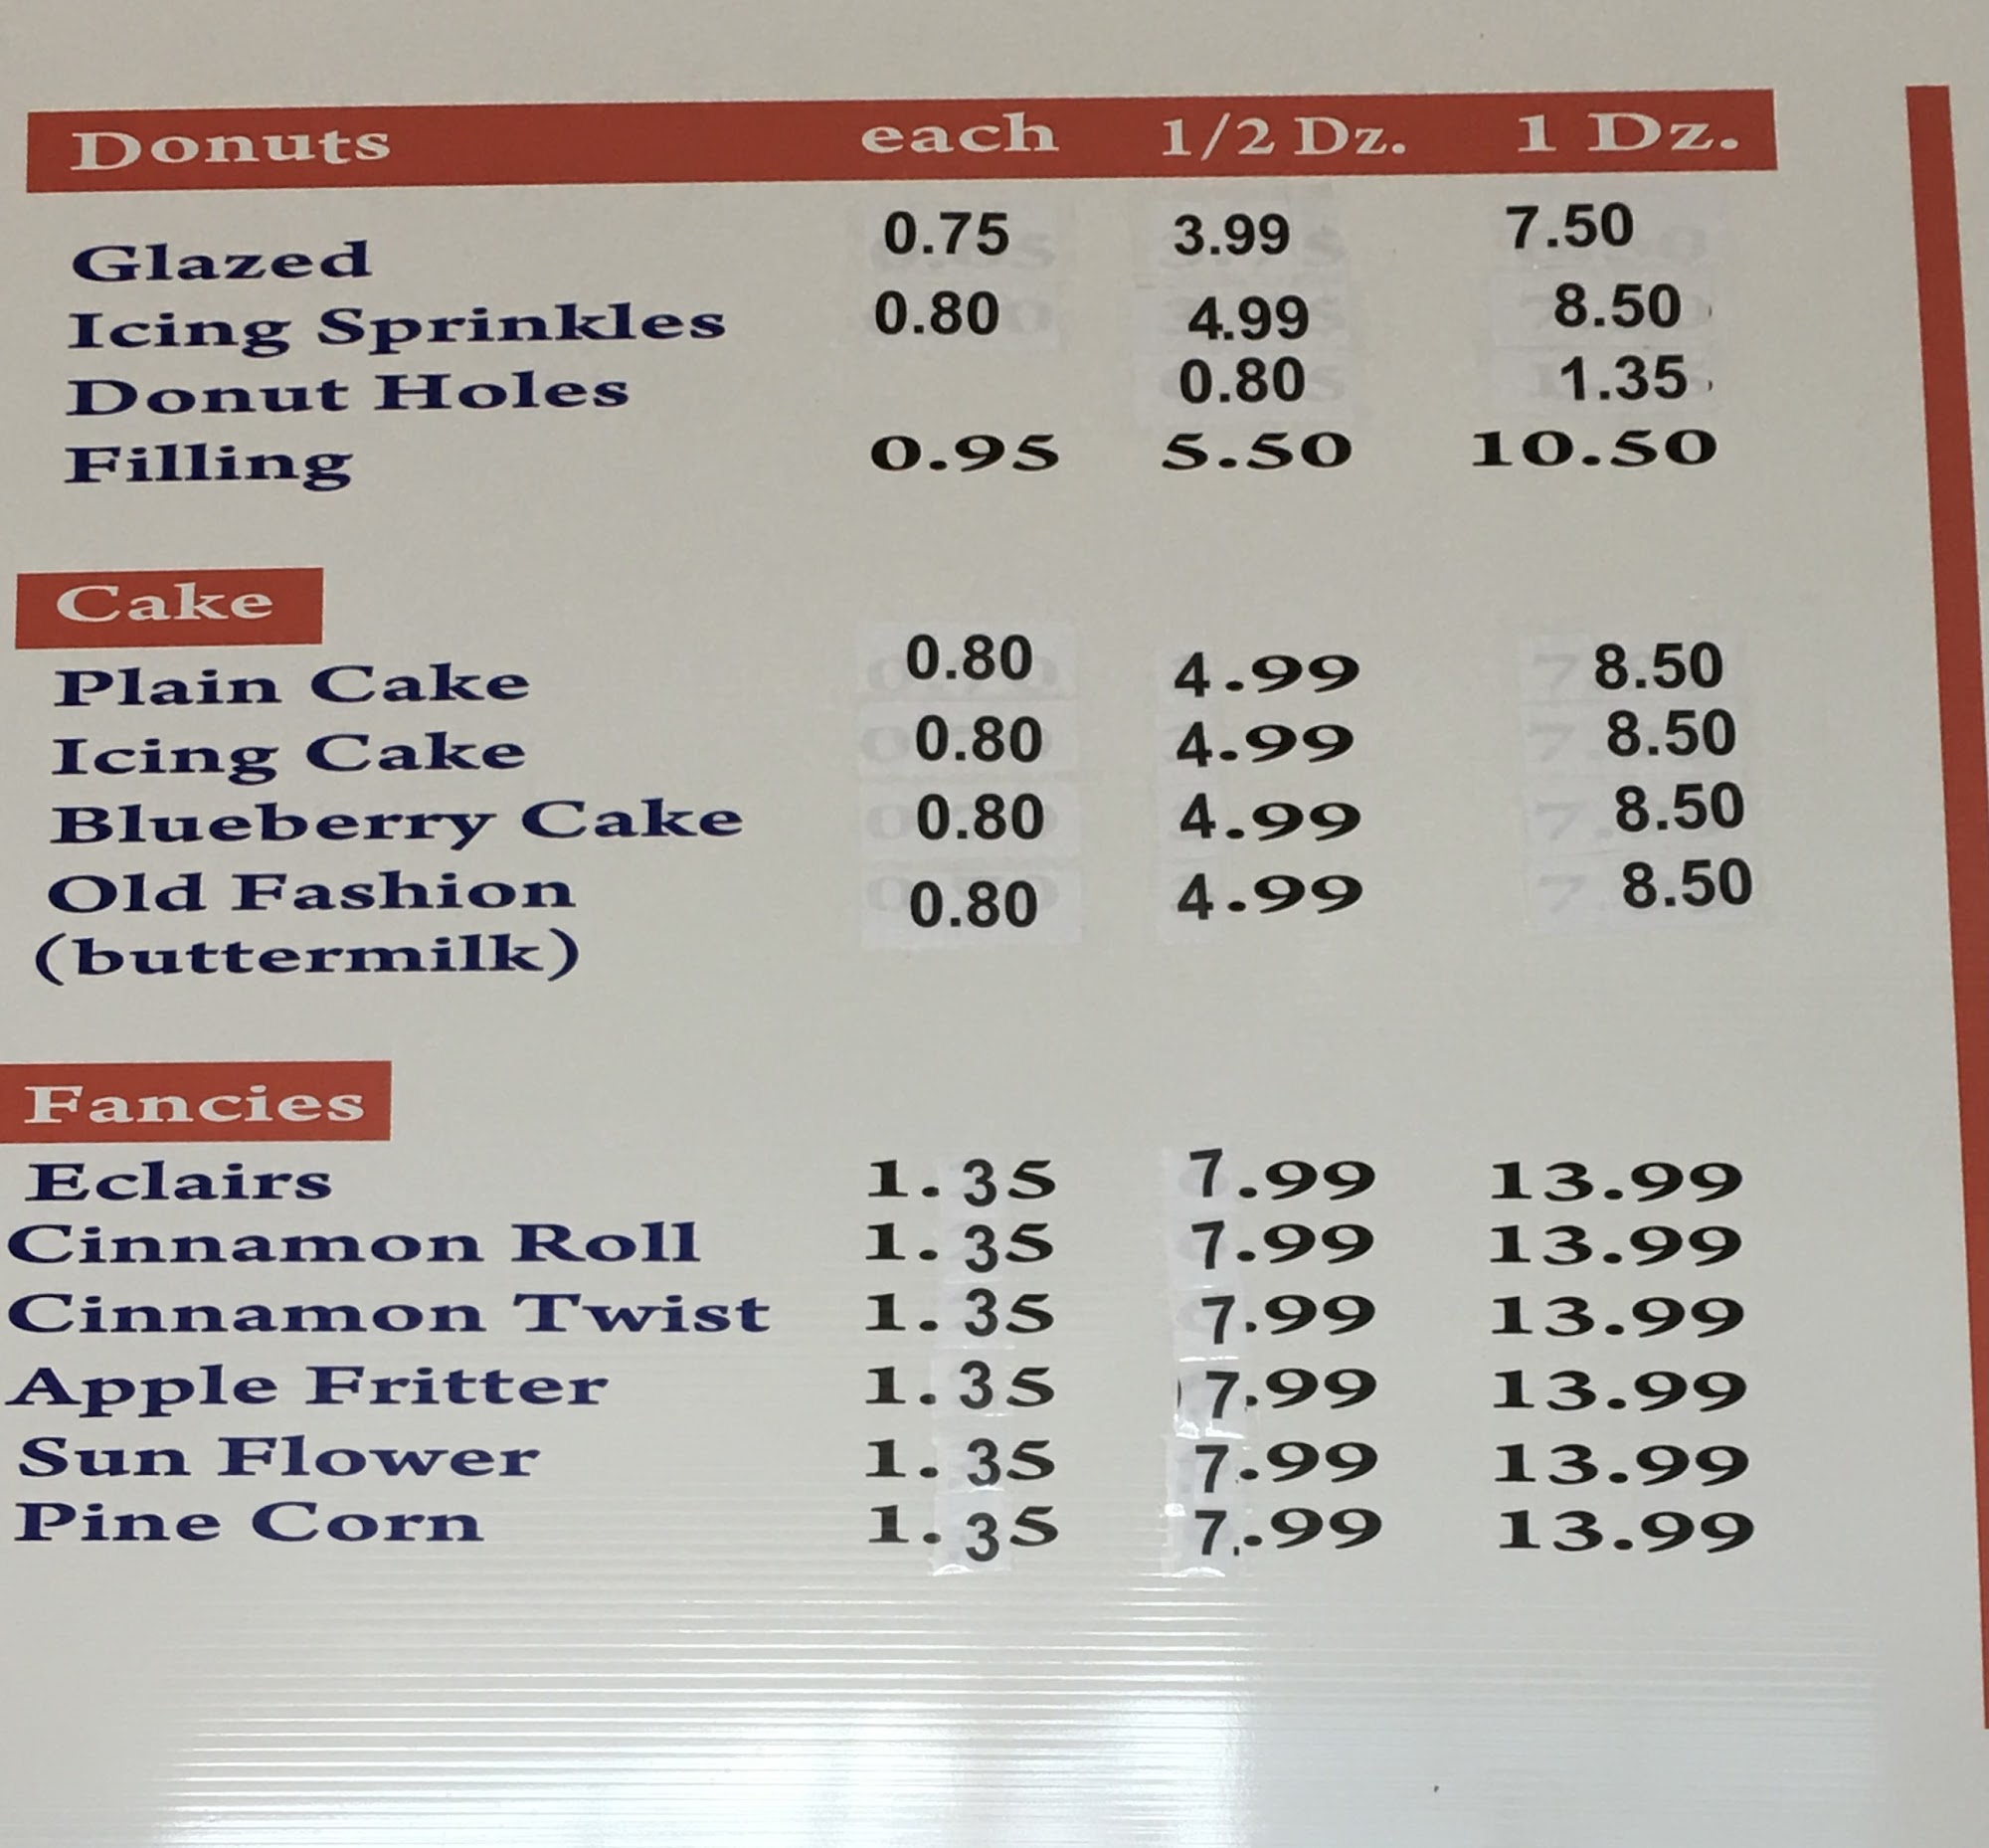 Donuts each 1/2 Dz. 1 Dz.
Glazed 0.75 3.99 7.50
Icing Sprinkles 0.80 4.99 8.50
Donut Holes 0.80 1.35
Filling 0.95 5.50 10.50
Cake
Plain Cake 0.80 4.99 8.50
Icing Cake 0.80 4.99 8.50
Blueberry Cake 0.80 4.99 8.50
Old Fashion 0.80 4.99 8.50
(buttermilk)
Fancies
Eclairs 1.35 7.99 13.99
Cinnamon Roll 1.35 7.99 13.99
Cinnamon Twist 1.35 7.99 13.99
Apple Fritter 1.35 7.99 13.99
Sun Flower 1.35 7.99 13.99
Pine Corn 1.35 7.99 13.99